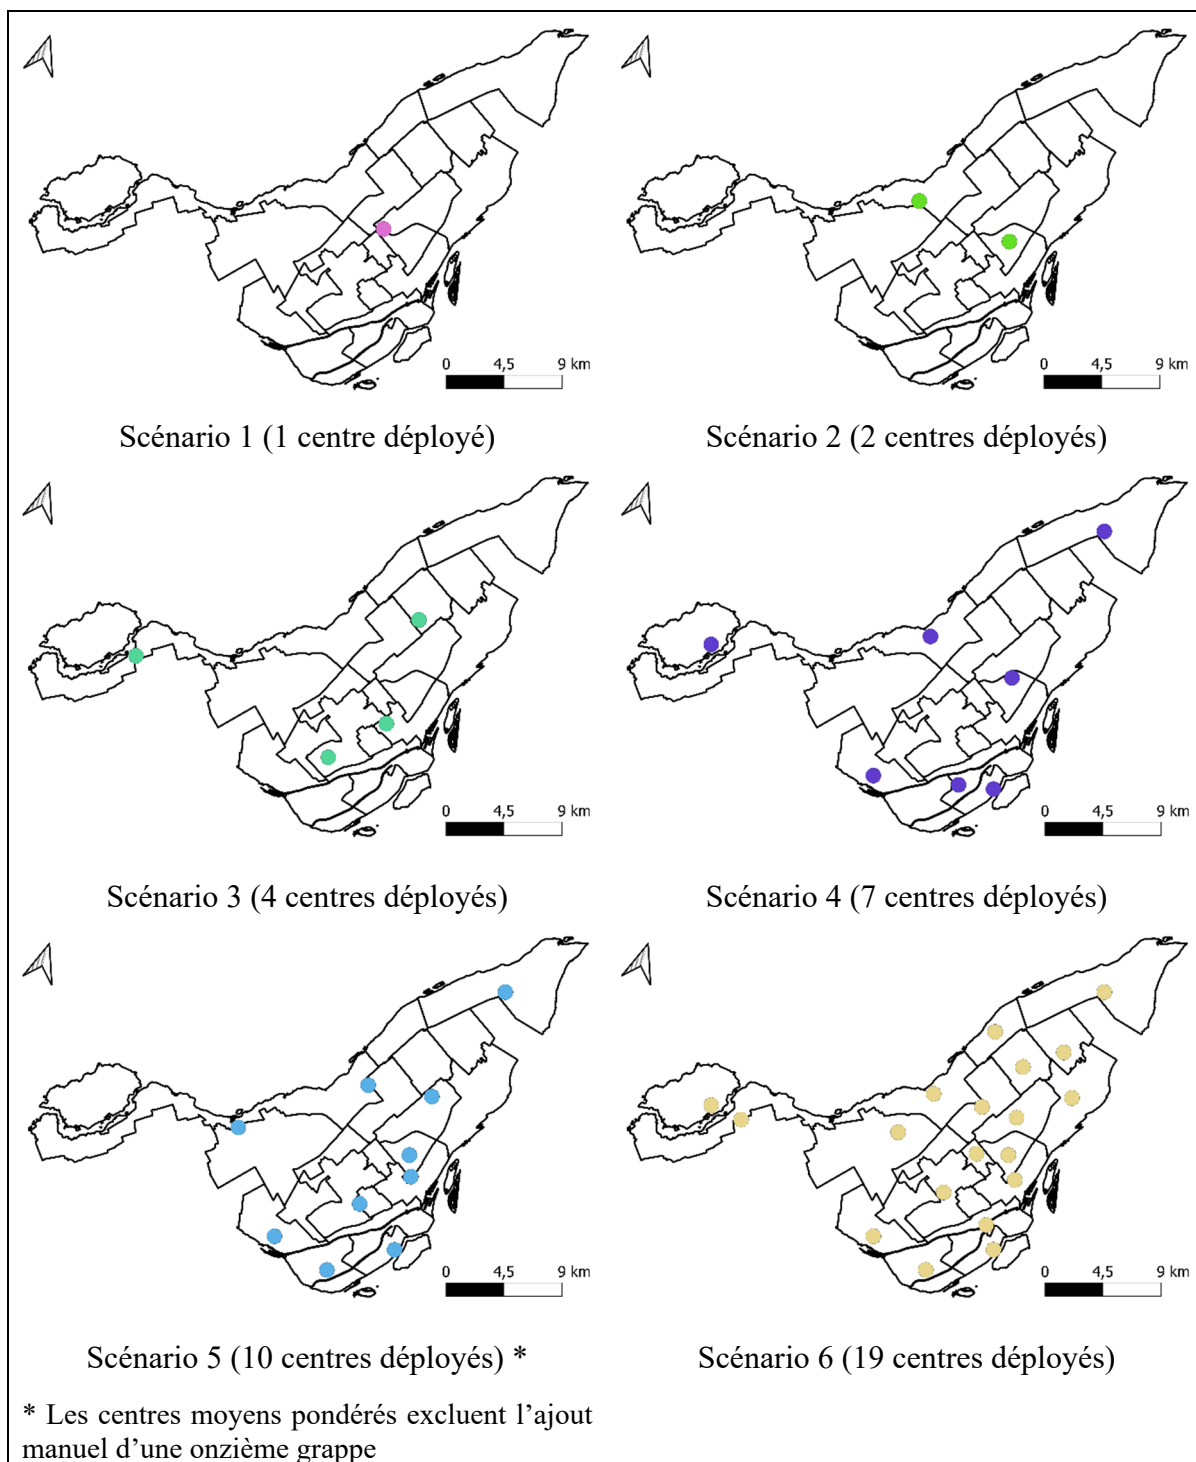 0 4,5 9 km
0 4,5 9 km
Scénario 1 (1 centre déployé)
Scénario 2 (2 centres déployés)
0 4,5 9 km
0 4,5 9 km
Scénario 3 (4 centres déployés)
Scénario 4 (7 centres déployés)
0 4,5 9 km
0 4,5 9 km
Scénario 5 (10 centres déployés) *
Scénario 6 (19 centres déployés)
* Les centres moyens pondérés excluent l’ajout
manuel d’une onzième grappe